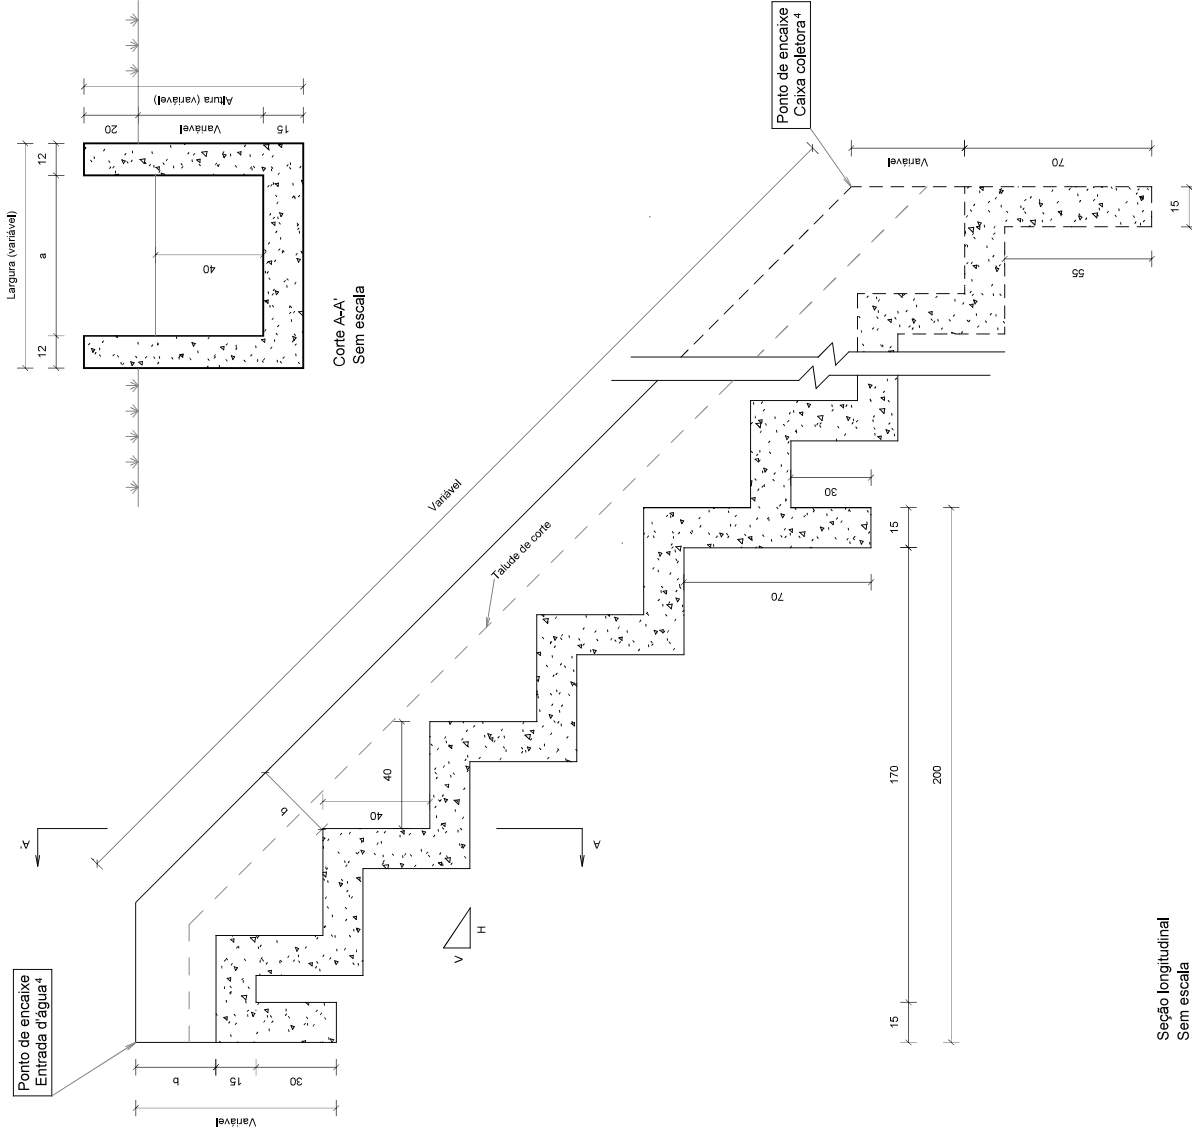 Largura (variável)
12
a
12
20
Variável
15
Altura (variável)
40
Corte A-A'
Sem escala
Ponto de encaixe
Caixa coletora⁴
Variável
70
15
55
Variável
Talude de corte
30
15
70
A'
b
40
40
A
V
H
170
200
15
Ponto de encaixe
Entrada d'água⁴
b
15
30
Variável
Seção longitudinal
Sem escala